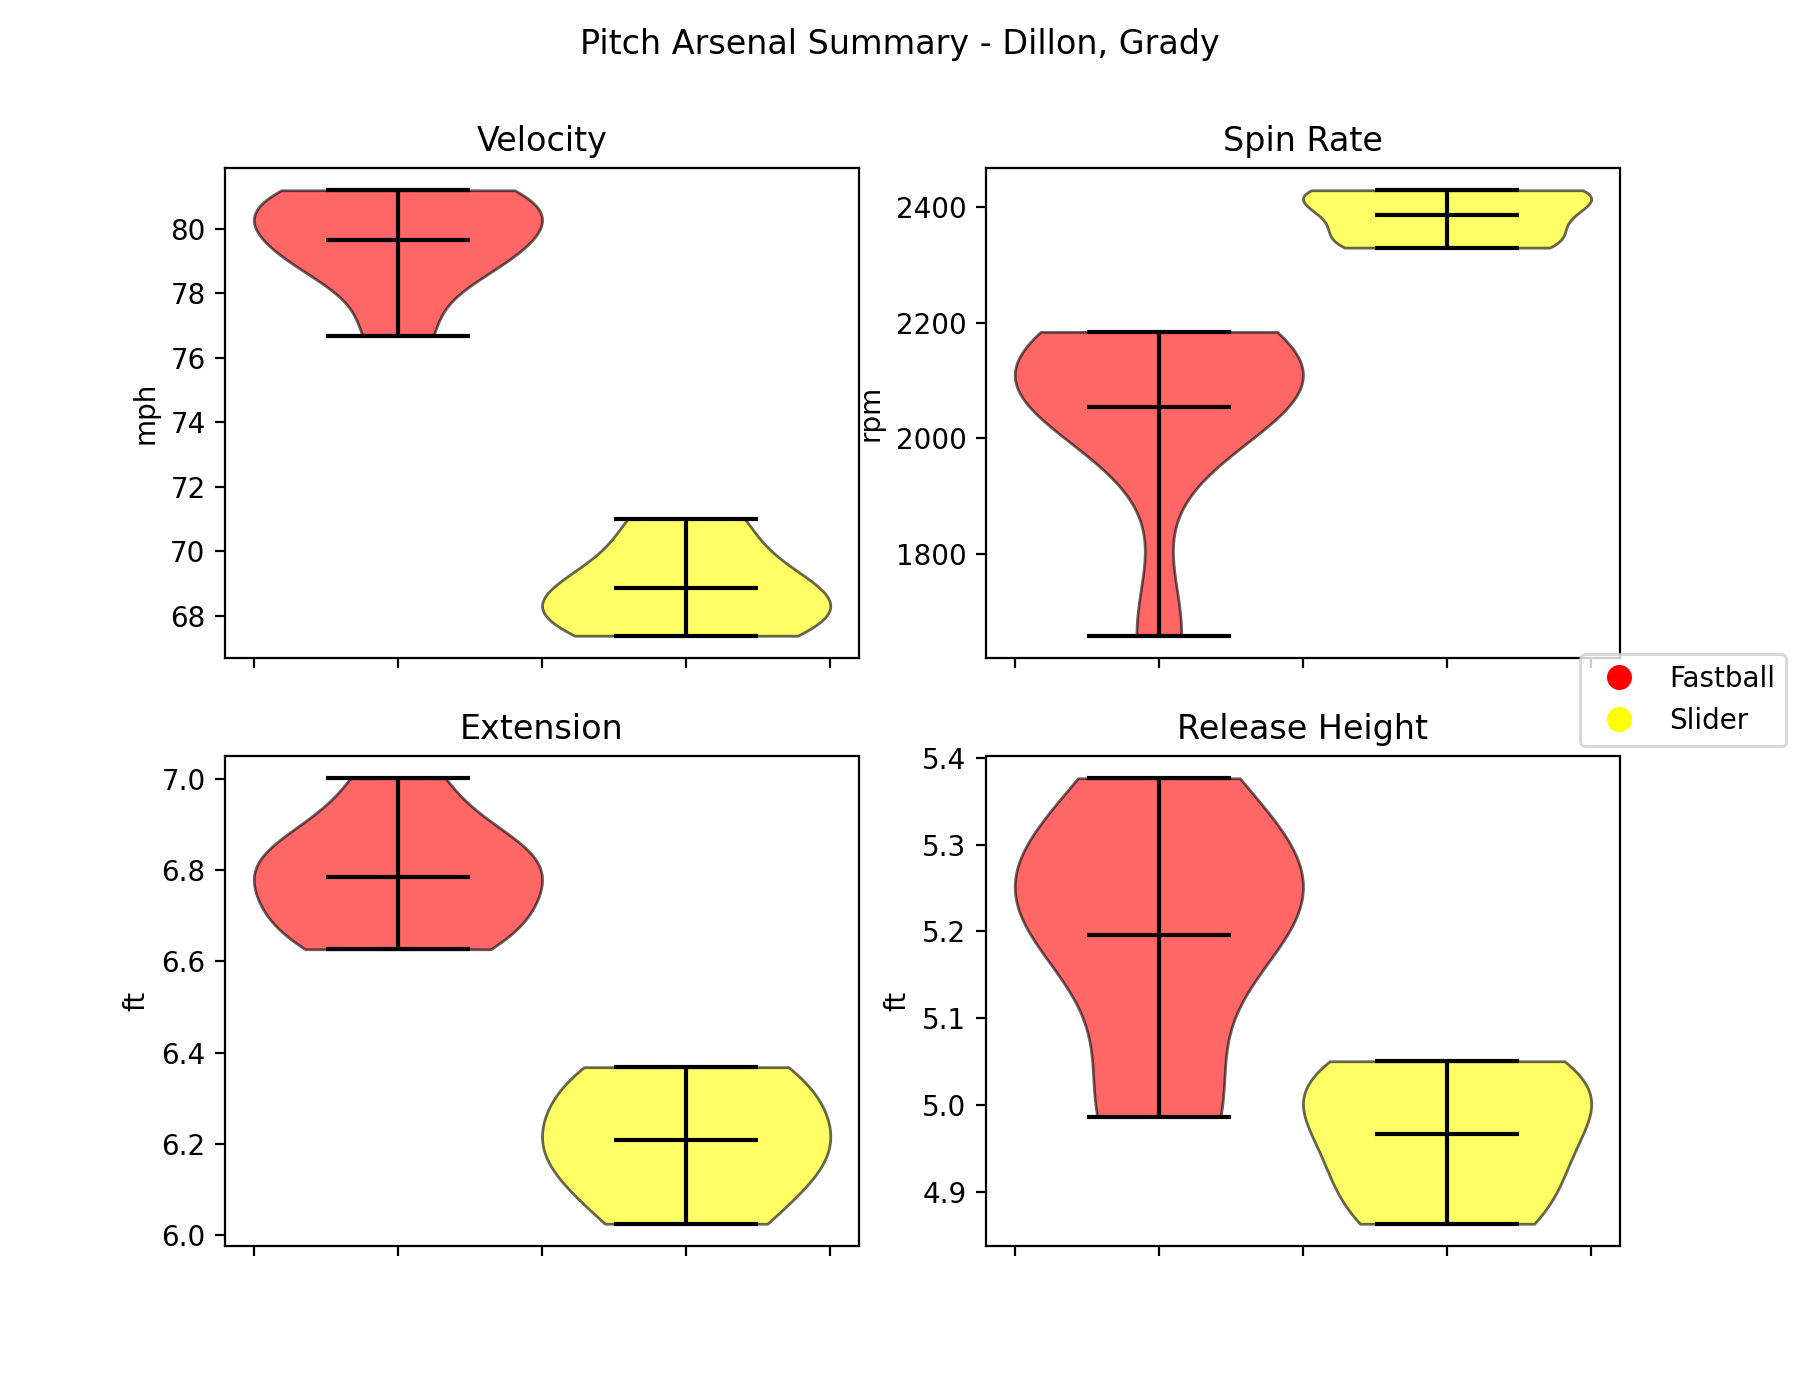 Pitch Arsenal Summary - Dillon, Grady
Velocity
80
78
76
74
72
70
68
mph
Spin Rate
2400
2200
2000
1800
rpm
Fastball
Slider
Extension
7.0
6.8
6.6
6.4
6.2
6.0
ft
Release Height
5.4
5.3
5.2
5.1
5.0
4.9
ft